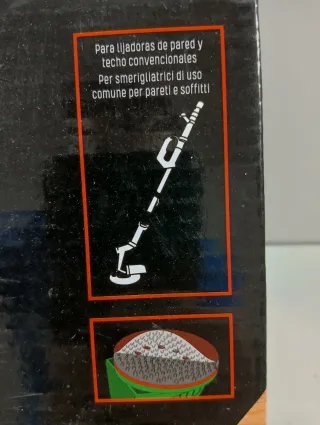 Para lijadoras de pared y
techo convencionales
Per smerigliatrici di uso
comune per pareti e soffitti